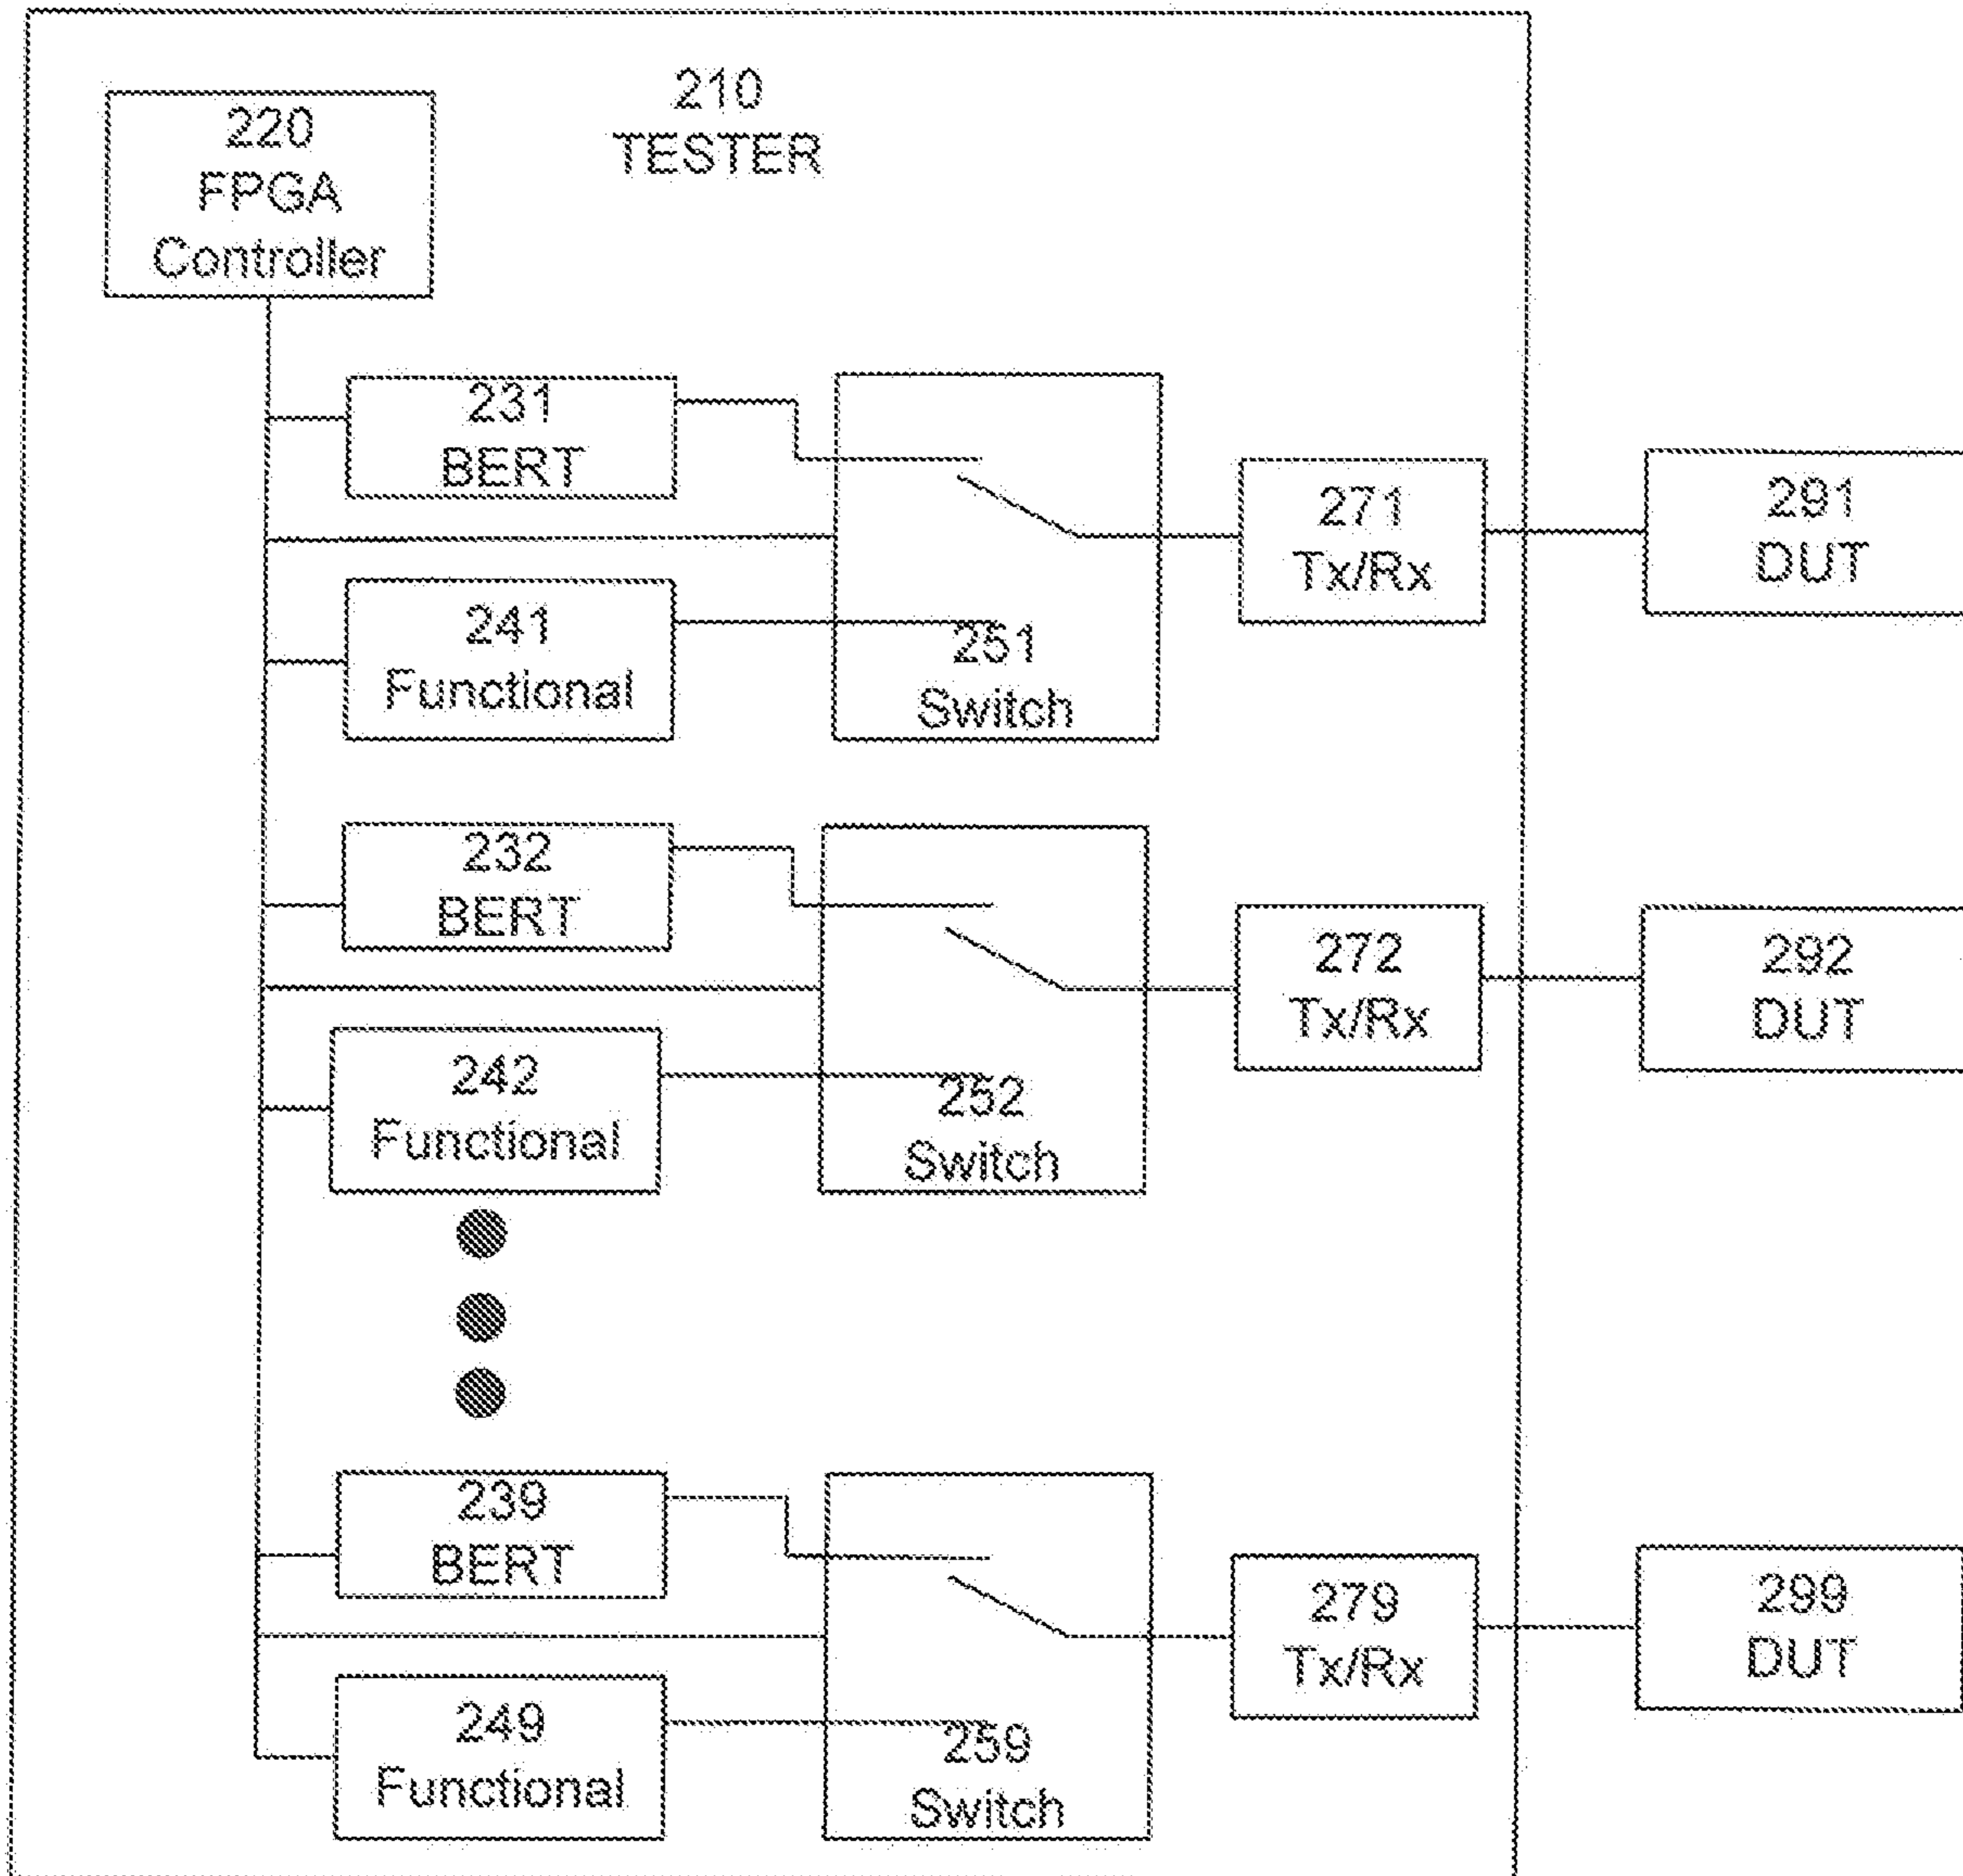 210
TESTER
220
FPGA
Controller
231
BERT
271
Tx/Rx
291
DUT
241
Functional
251
Switch
232
BERT
272
Tx/Rx
292
DUT
242
Functional
252
Switch
239
BERT
279
Tx/Rx
299
DUT
249
Functional
259
Switch